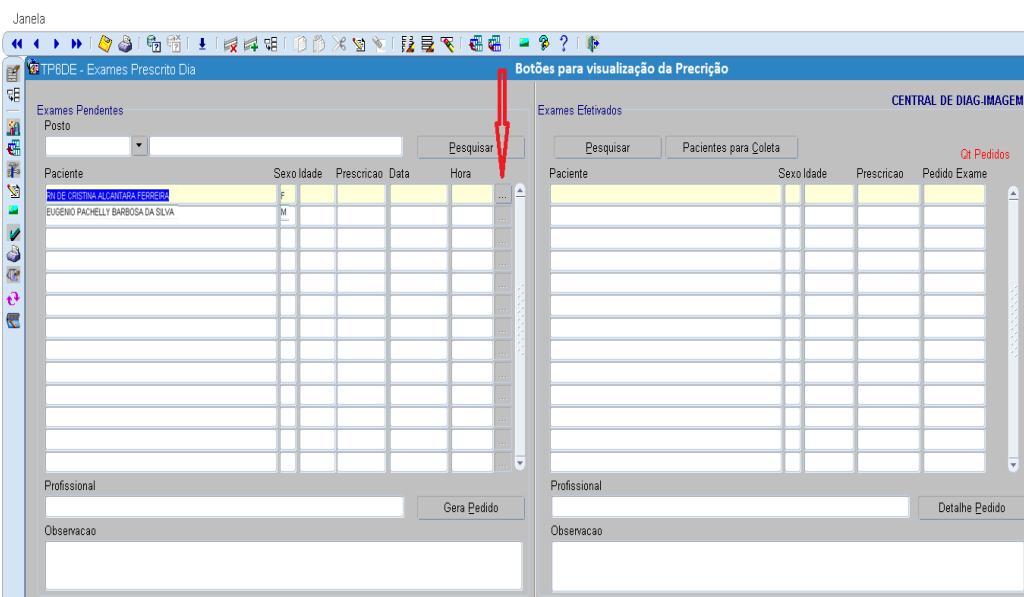 Janela
TP6DE - Exames Prescrito Dia
Botões para visualização da Precrição
CENTRAL DE DIAG-IMAGEM
Exames Pendentes
Posto
Pesquisar
Paciente Sexo Idade Prescricao Data Hora
RN DE CRISTINA ALCANTARA FERREIRA F ...
EUGENIO PACHELLY BARBOSA DA SILVA M ...
Profissional
Gera Pedido
Observacao
Exames Efetivados
Pesquisar Pacientes para Coleta
Qt Pedidos
Paciente Sexo Idade Prescricao Pedido Exame
Profissional
Detalhe Pedido
Observacao